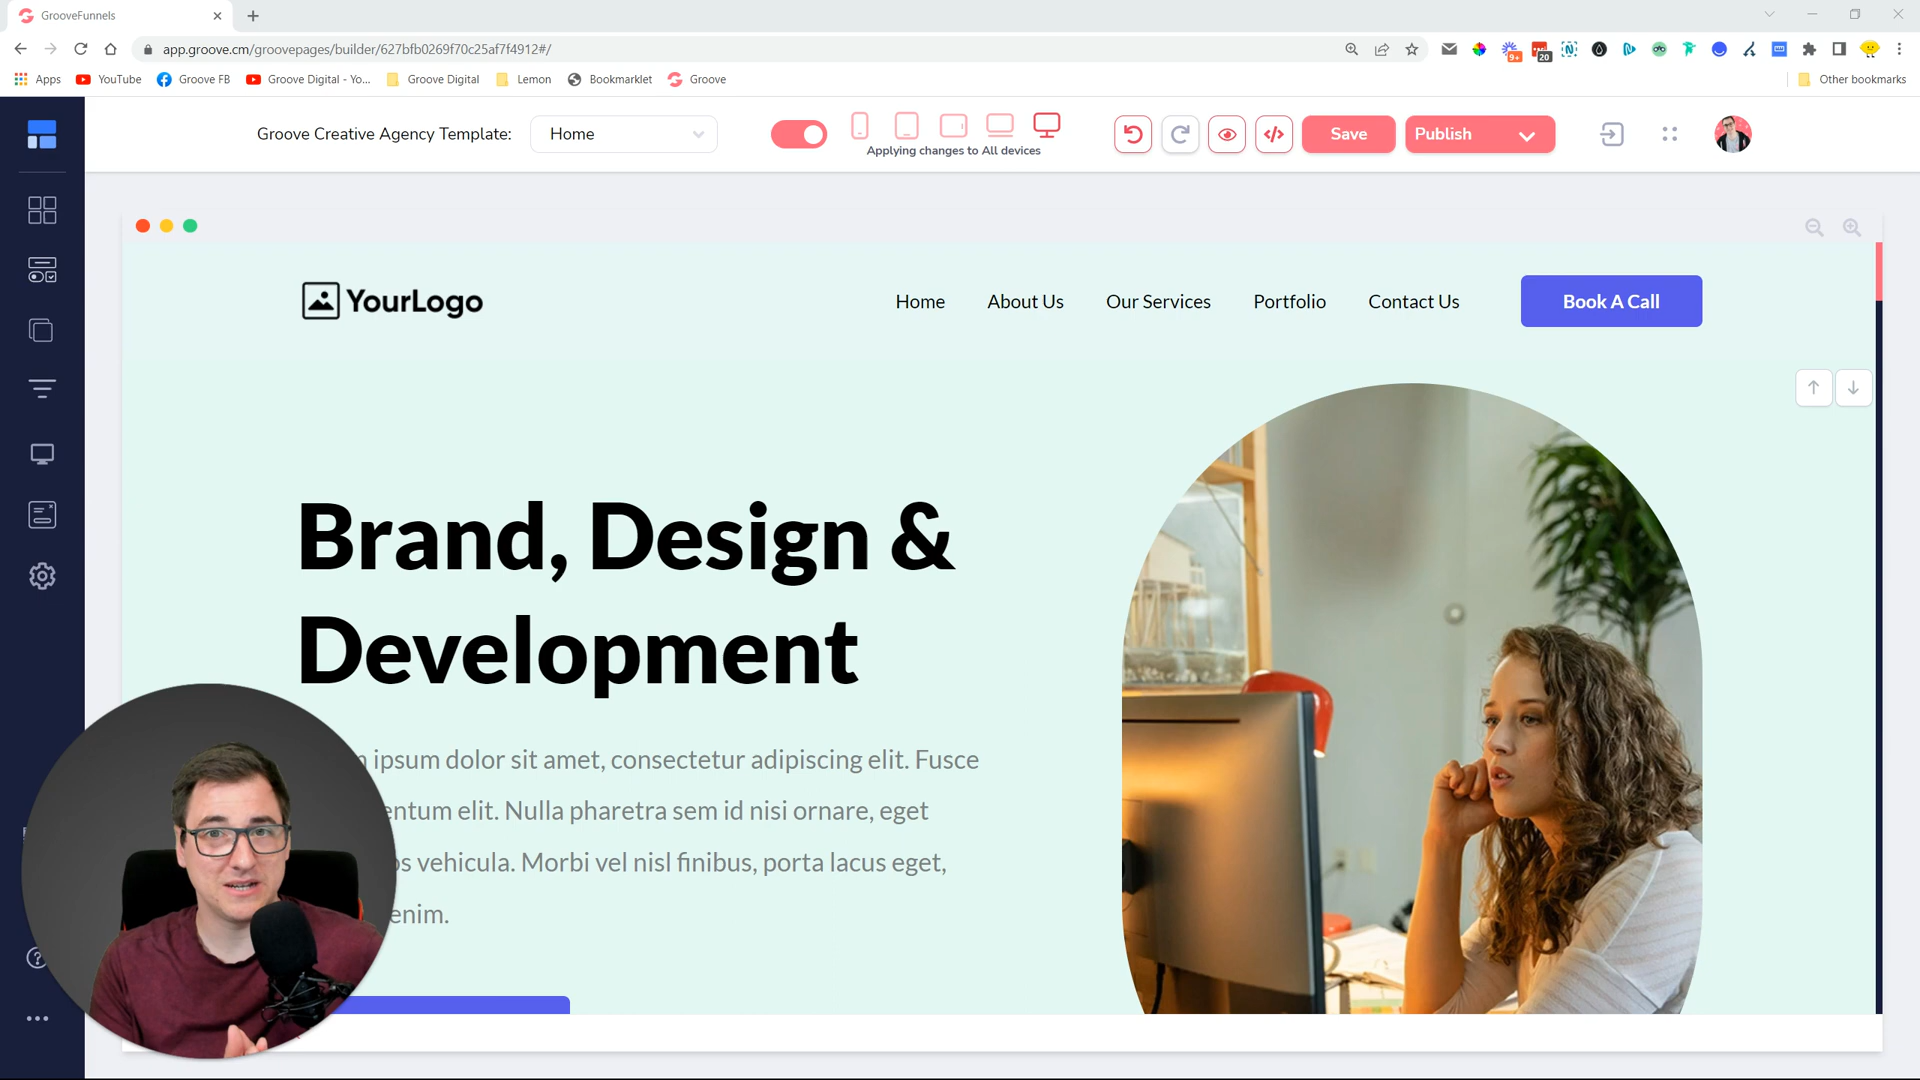 GrooveFunnels
app.groove.cm/groovepages/builder/627bfb0269f70c25af7f4912#/
9+
20
Apps
YouTube
Groove FB
Groove Digital - Yo...
Groove Digital
Lemon
Bookmarklet
Groove
Other bookmarks
Groove Creative Agency Template:
Home
Applying changes to All devices
Save
Publish
YourLogo
Home
About Us
Our Services
Portfolio
Contact Us
Book A Call
Brand, Design &
Development
ipsum dolor sit amet, consectetur adipiscing elit. Fusce
elit. Nulla pharetra sem id nisi ornare, eget
vehicula. Morbi vel nisl finibus, porta lacus eget,
enim.